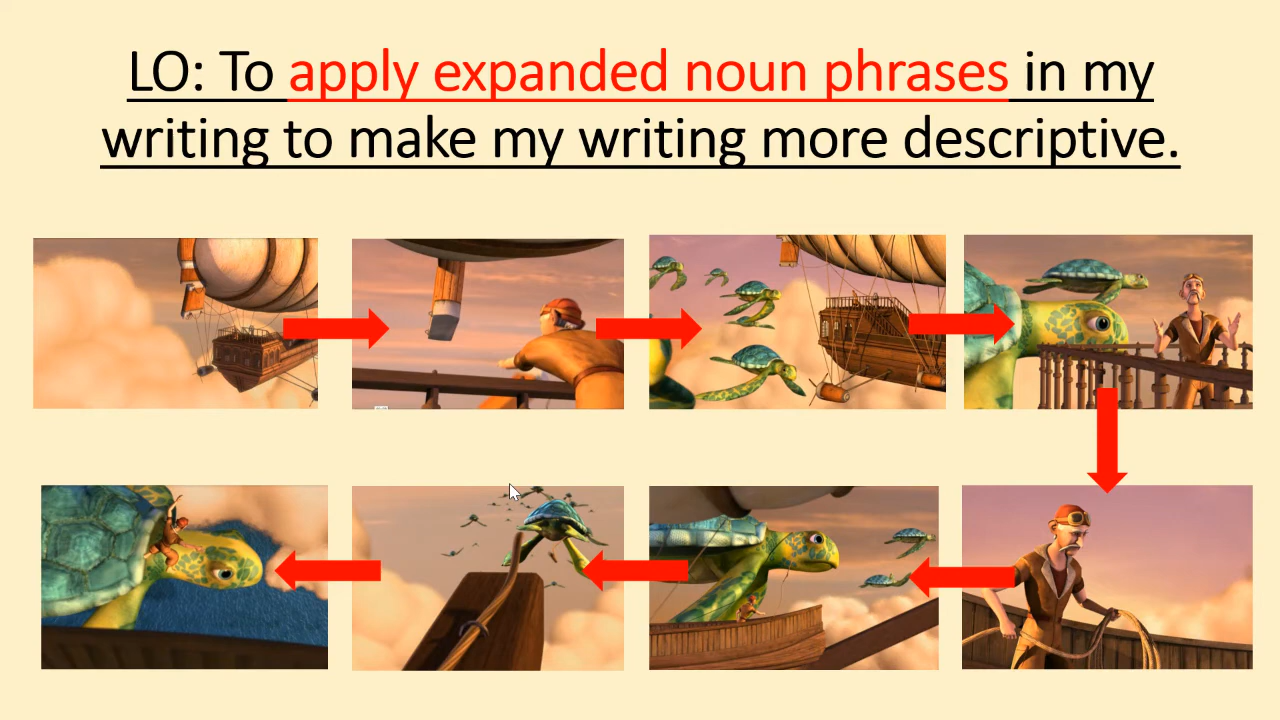 LO: To apply expanded noun phrases in my
writing to make my writing more descriptive.